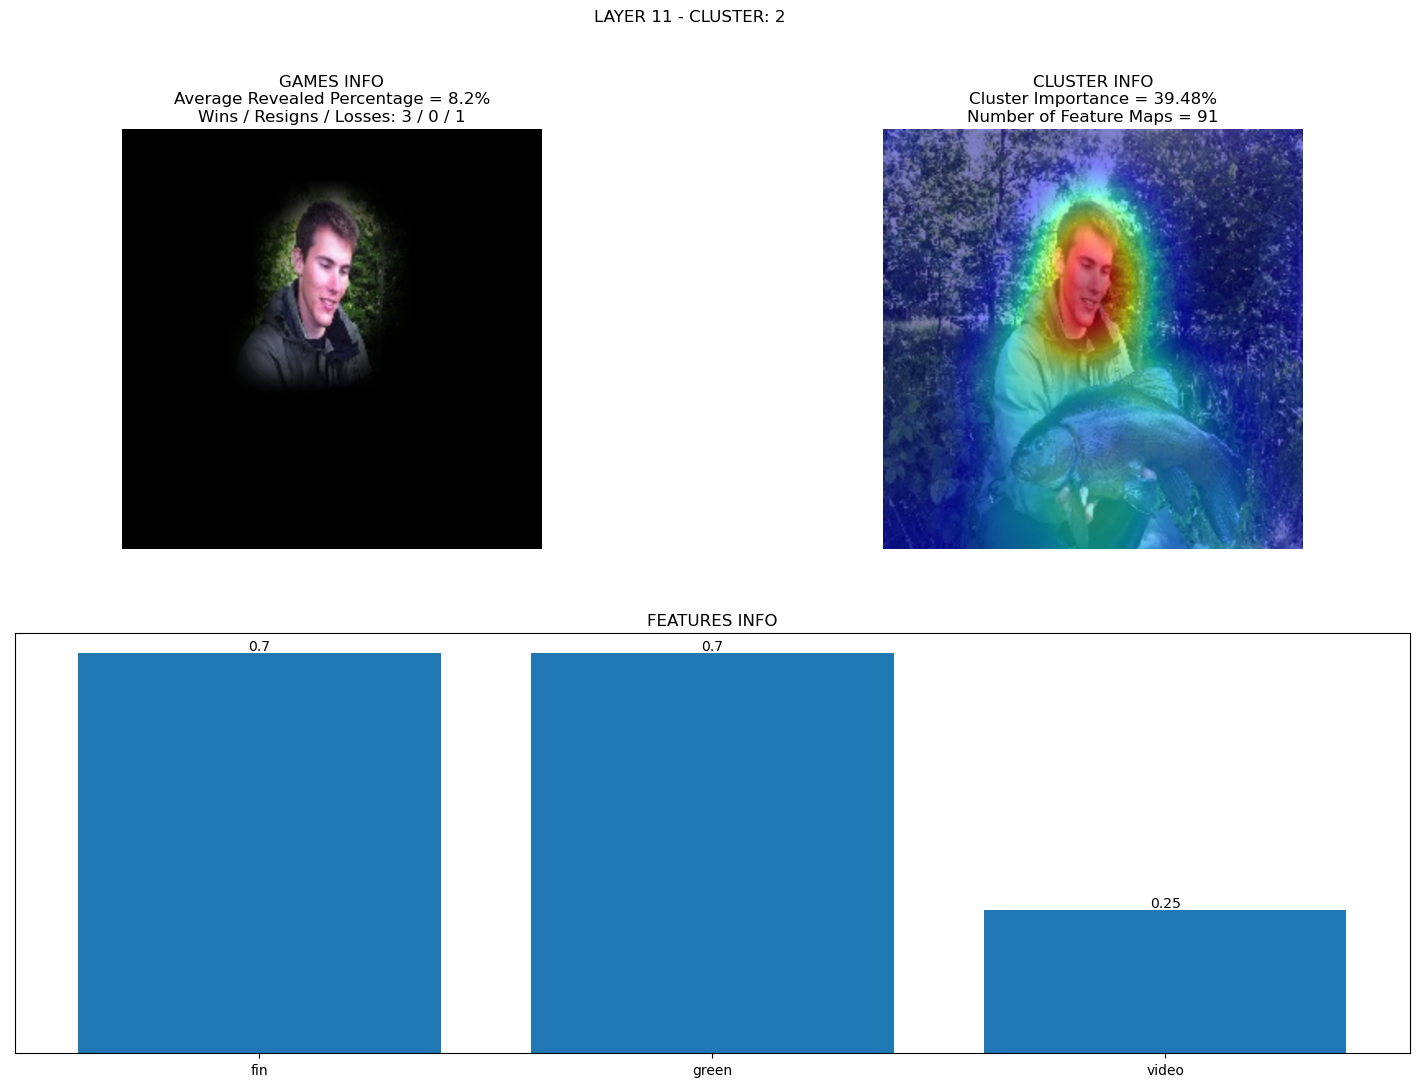 LAYER 11 - CLUSTER: 2
GAMES INFO
Average Revealed Percentage = 8.2%
Wins / Resigns / Losses: 3 / 0 / 1
CLUSTER INFO
Cluster Importance = 39.48%
Number of Feature Maps = 91
FEATURES INFO
0.7
0.7
0.25
fin
green
video